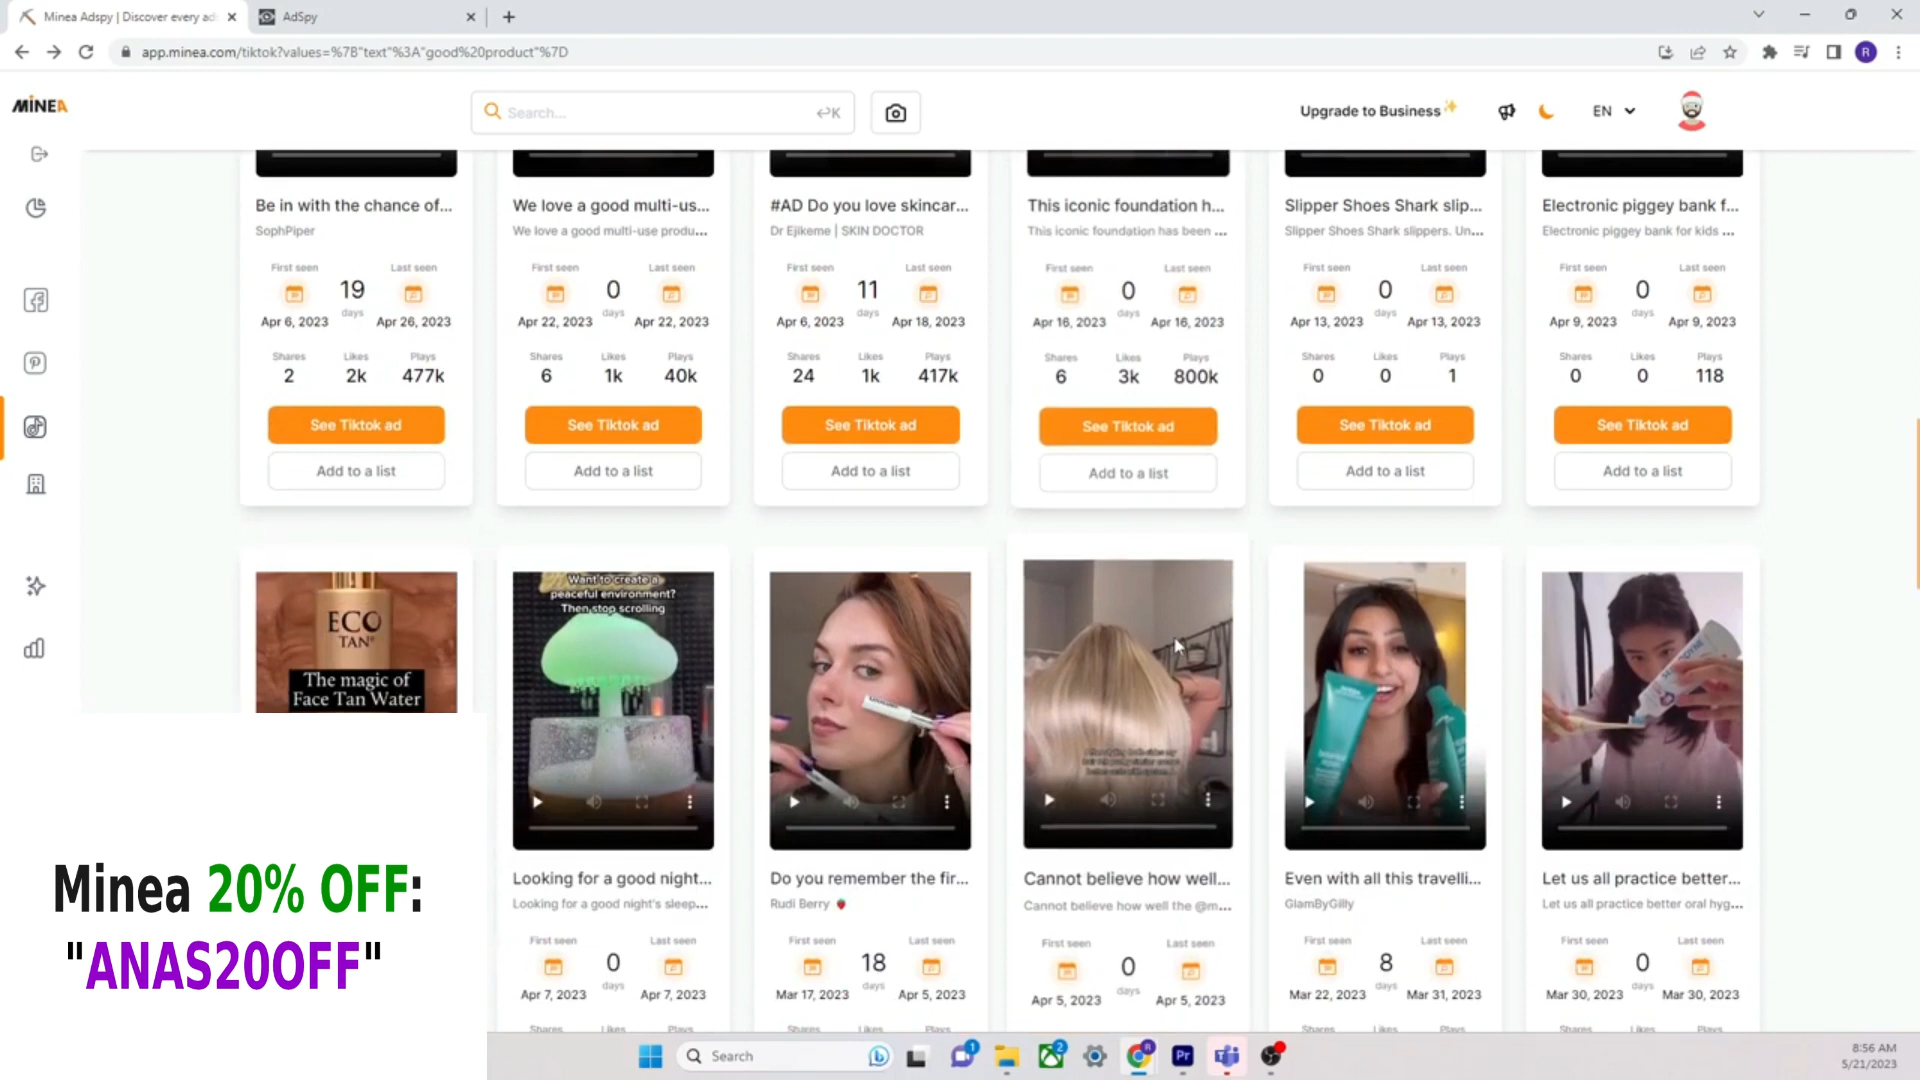 Minea Adspy | Discover every ad
AdSpy
app.minea.com/tiktok?values=%7B"text"%3A"good%20product"%7D
R
MINEA
Search...
K
Upgrade to Business
EN
Be in with the chance of...
SophPiper
First seen
Last seen
19
days
Apr 6, 2023
Apr 26, 2023
Shares
Likes
Plays
2
2k
477k
See Tiktok ad
Add to a list
We love a good multi-us...
We love a good multi-use produ...
First seen
Last seen
0
days
Apr 22, 2023
Apr 22, 2023
Shares
Likes
Plays
6
1k
40k
See Tiktok ad
Add to a list
#AD Do you love skincar...
Dr Ejikeme | SKIN DOCTOR
First seen
Last seen
11
days
Apr 6, 2023
Apr 18, 2023
Shares
Likes
Plays
24
1k
417k
See Tiktok ad
Add to a list
This iconic foundation h...
This iconic foundation has been ...
First seen
Last seen
0
days
Apr 16, 2023
Apr 16, 2023
Shares
Likes
Plays
6
3k
800k
See Tiktok ad
Add to a list
Slipper Shoes Shark slip...
Slipper Shoes Shark slippers. Un...
First seen
Last seen
0
days
Apr 13, 2023
Apr 13, 2023
Shares
Likes
Plays
0
0
1
See Tiktok ad
Add to a list
Electronic piggey bank f...
Electronic piggey bank for kids ...
First seen
Last seen
0
days
Apr 9, 2023
Apr 9, 2023
Shares
Likes
Plays
0
0
118
See Tiktok ad
Add to a list
ECO
TAN
The magic of
Face Tan Water
Want to create a
peaceful environment?
Then stop scrolling
Looking for a good night...
Looking for a good night's sleep...
First seen
Last seen
0
days
Apr 7, 2023
Apr 7, 2023
Shares
Likes
Plays
Do you remember the fir...
Rudi Berry
First seen
Last seen
18
days
Mar 17, 2023
Apr 5, 2023
Shares
Likes
Plays
Cannot believe how well...
Cannot believe how well the @m...
First seen
Last seen
0
days
Apr 5, 2023
Apr 5, 2023
Even with all this travelli...
GlamByGilly
First seen
Last seen
8
days
Mar 22, 2023
Mar 31, 2023
Shares
Likes
Plays
Let us all practice better...
Let us all practice better oral hyg...
First seen
Last seen
0
days
Mar 30, 2023
Mar 30, 2023
Shares
Likes
Plays
Minea 20% OFF:
"ANAS20OFF"
Search
1
2
R
Pr
8:56 AM
5/21/2023